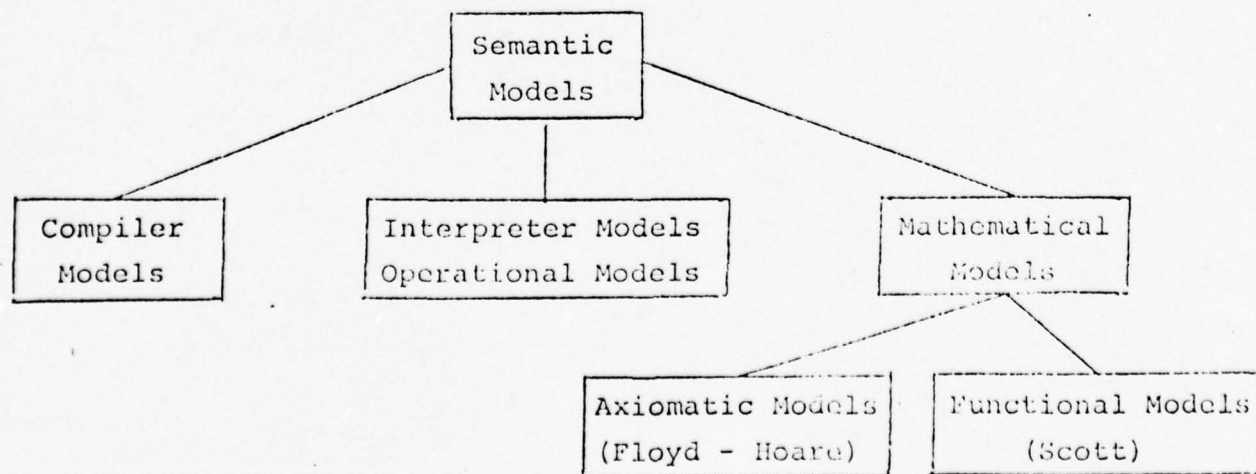 Semantic
Models
Compiler
Models
Interpreter Models
Operational Models
Mathematical
Models
Axiomatic Models
(Floyd - Hoare)
Functional Models
(Scott)